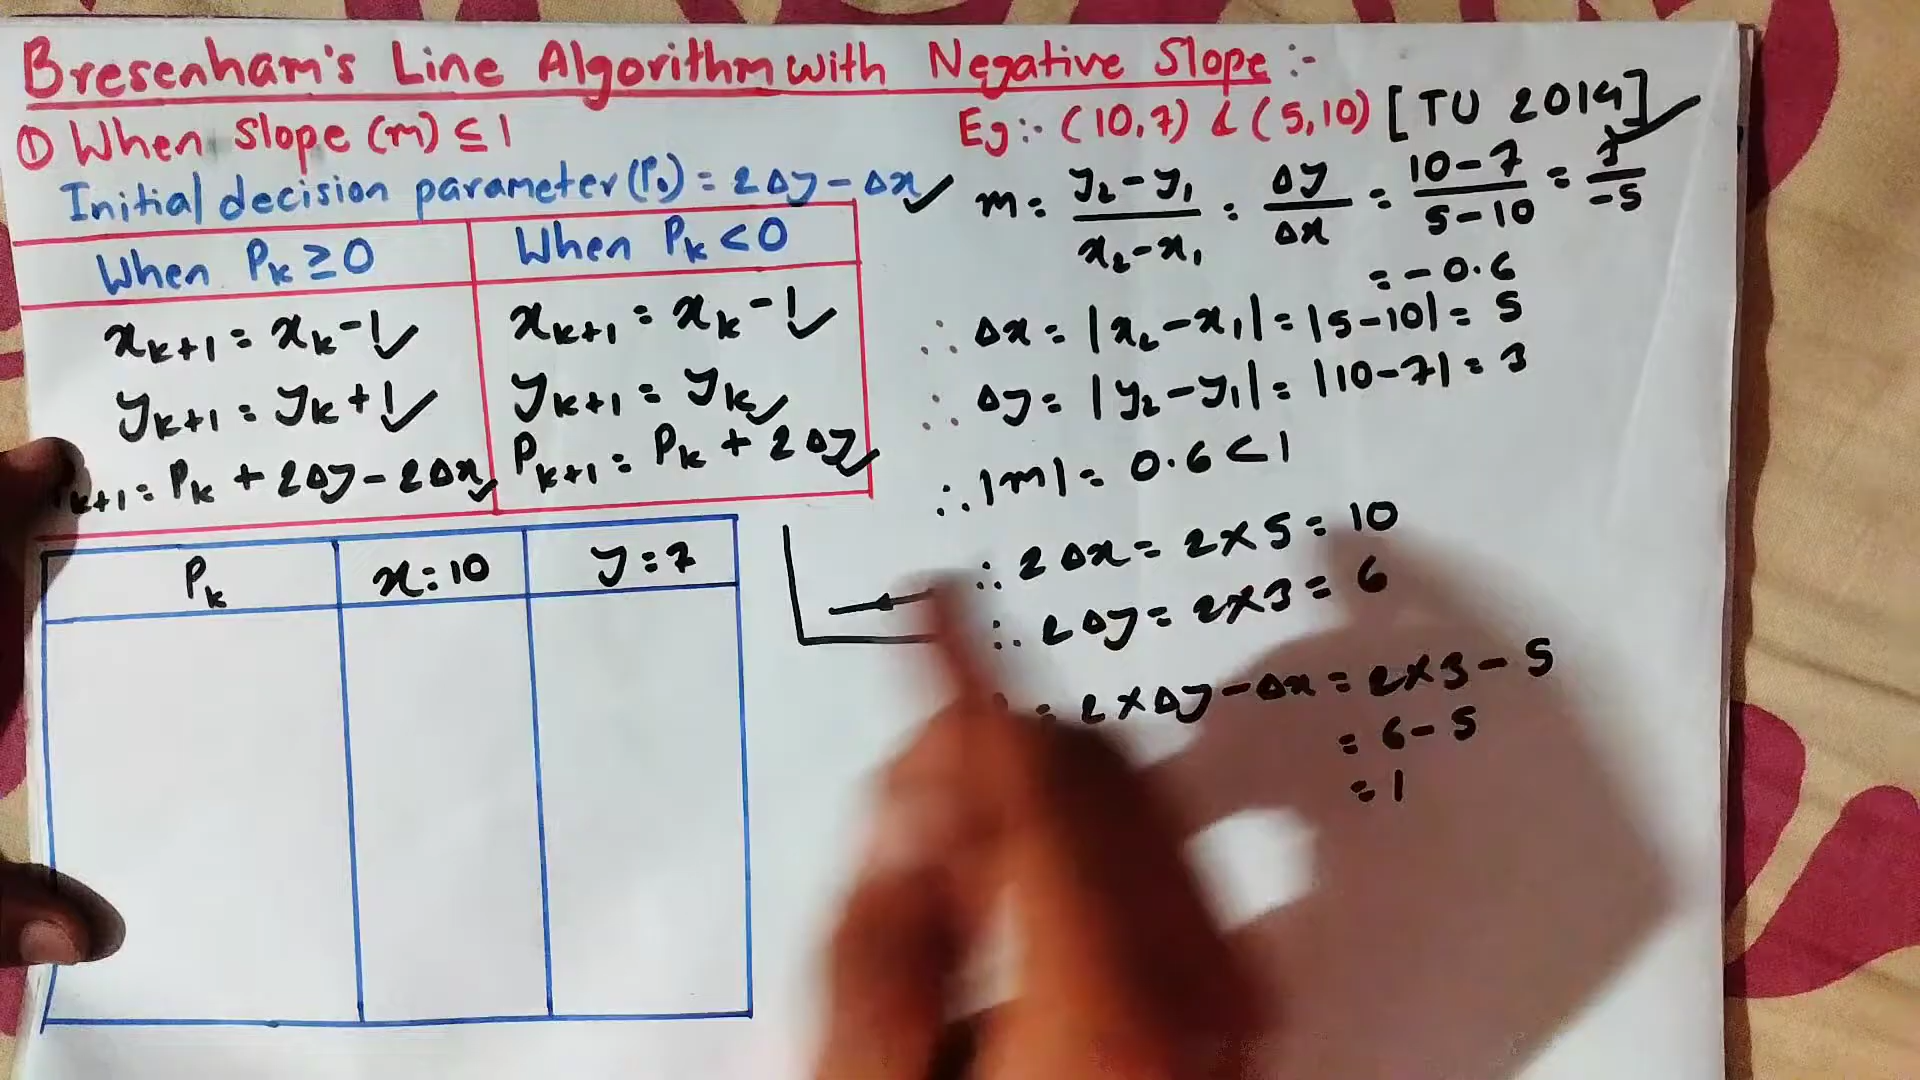 Bresenham's Line Algorithm with Negative Slope :-
① When Slope (m) ≤ 1
Initial decision parameter (P₀) = 2Δy - Δx ✓
When Pₖ ≥ 0
xₖ₊₁ = xₖ - 1 ✓
yₖ₊₁ = yₖ + 1 ✓
ₖ₊₁ = Pₖ + 2Δy - 2Δx ✓
When Pₖ < 0
xₖ₊₁ = xₖ - 1 ✓
yₖ₊₁ = yₖ ✓
Pₖ₊₁ = Pₖ + 2Δy ✓
Pₖ x = 10 y = 7
Eg :- (10,7) & (5,10) [TU 2014] ✓
m = y₂ - y₁ / x₂ - x₁ = Δy / Δx = 10 - 7 / 5 - 10 = 3 / -5
= -0.6
∴ Δx = |x₂ - x₁| = |5 - 10| = 5
∴ Δy = |y₂ - y₁| = |10 - 7| = 3
∴ |m| = 0.6 < 1
∴ 2Δx = 2×5 = 10
∴ 2Δy = 2×3 = 6
= 2×Δy - Δx = 2×3 - 5
= 6 - 5
= 1